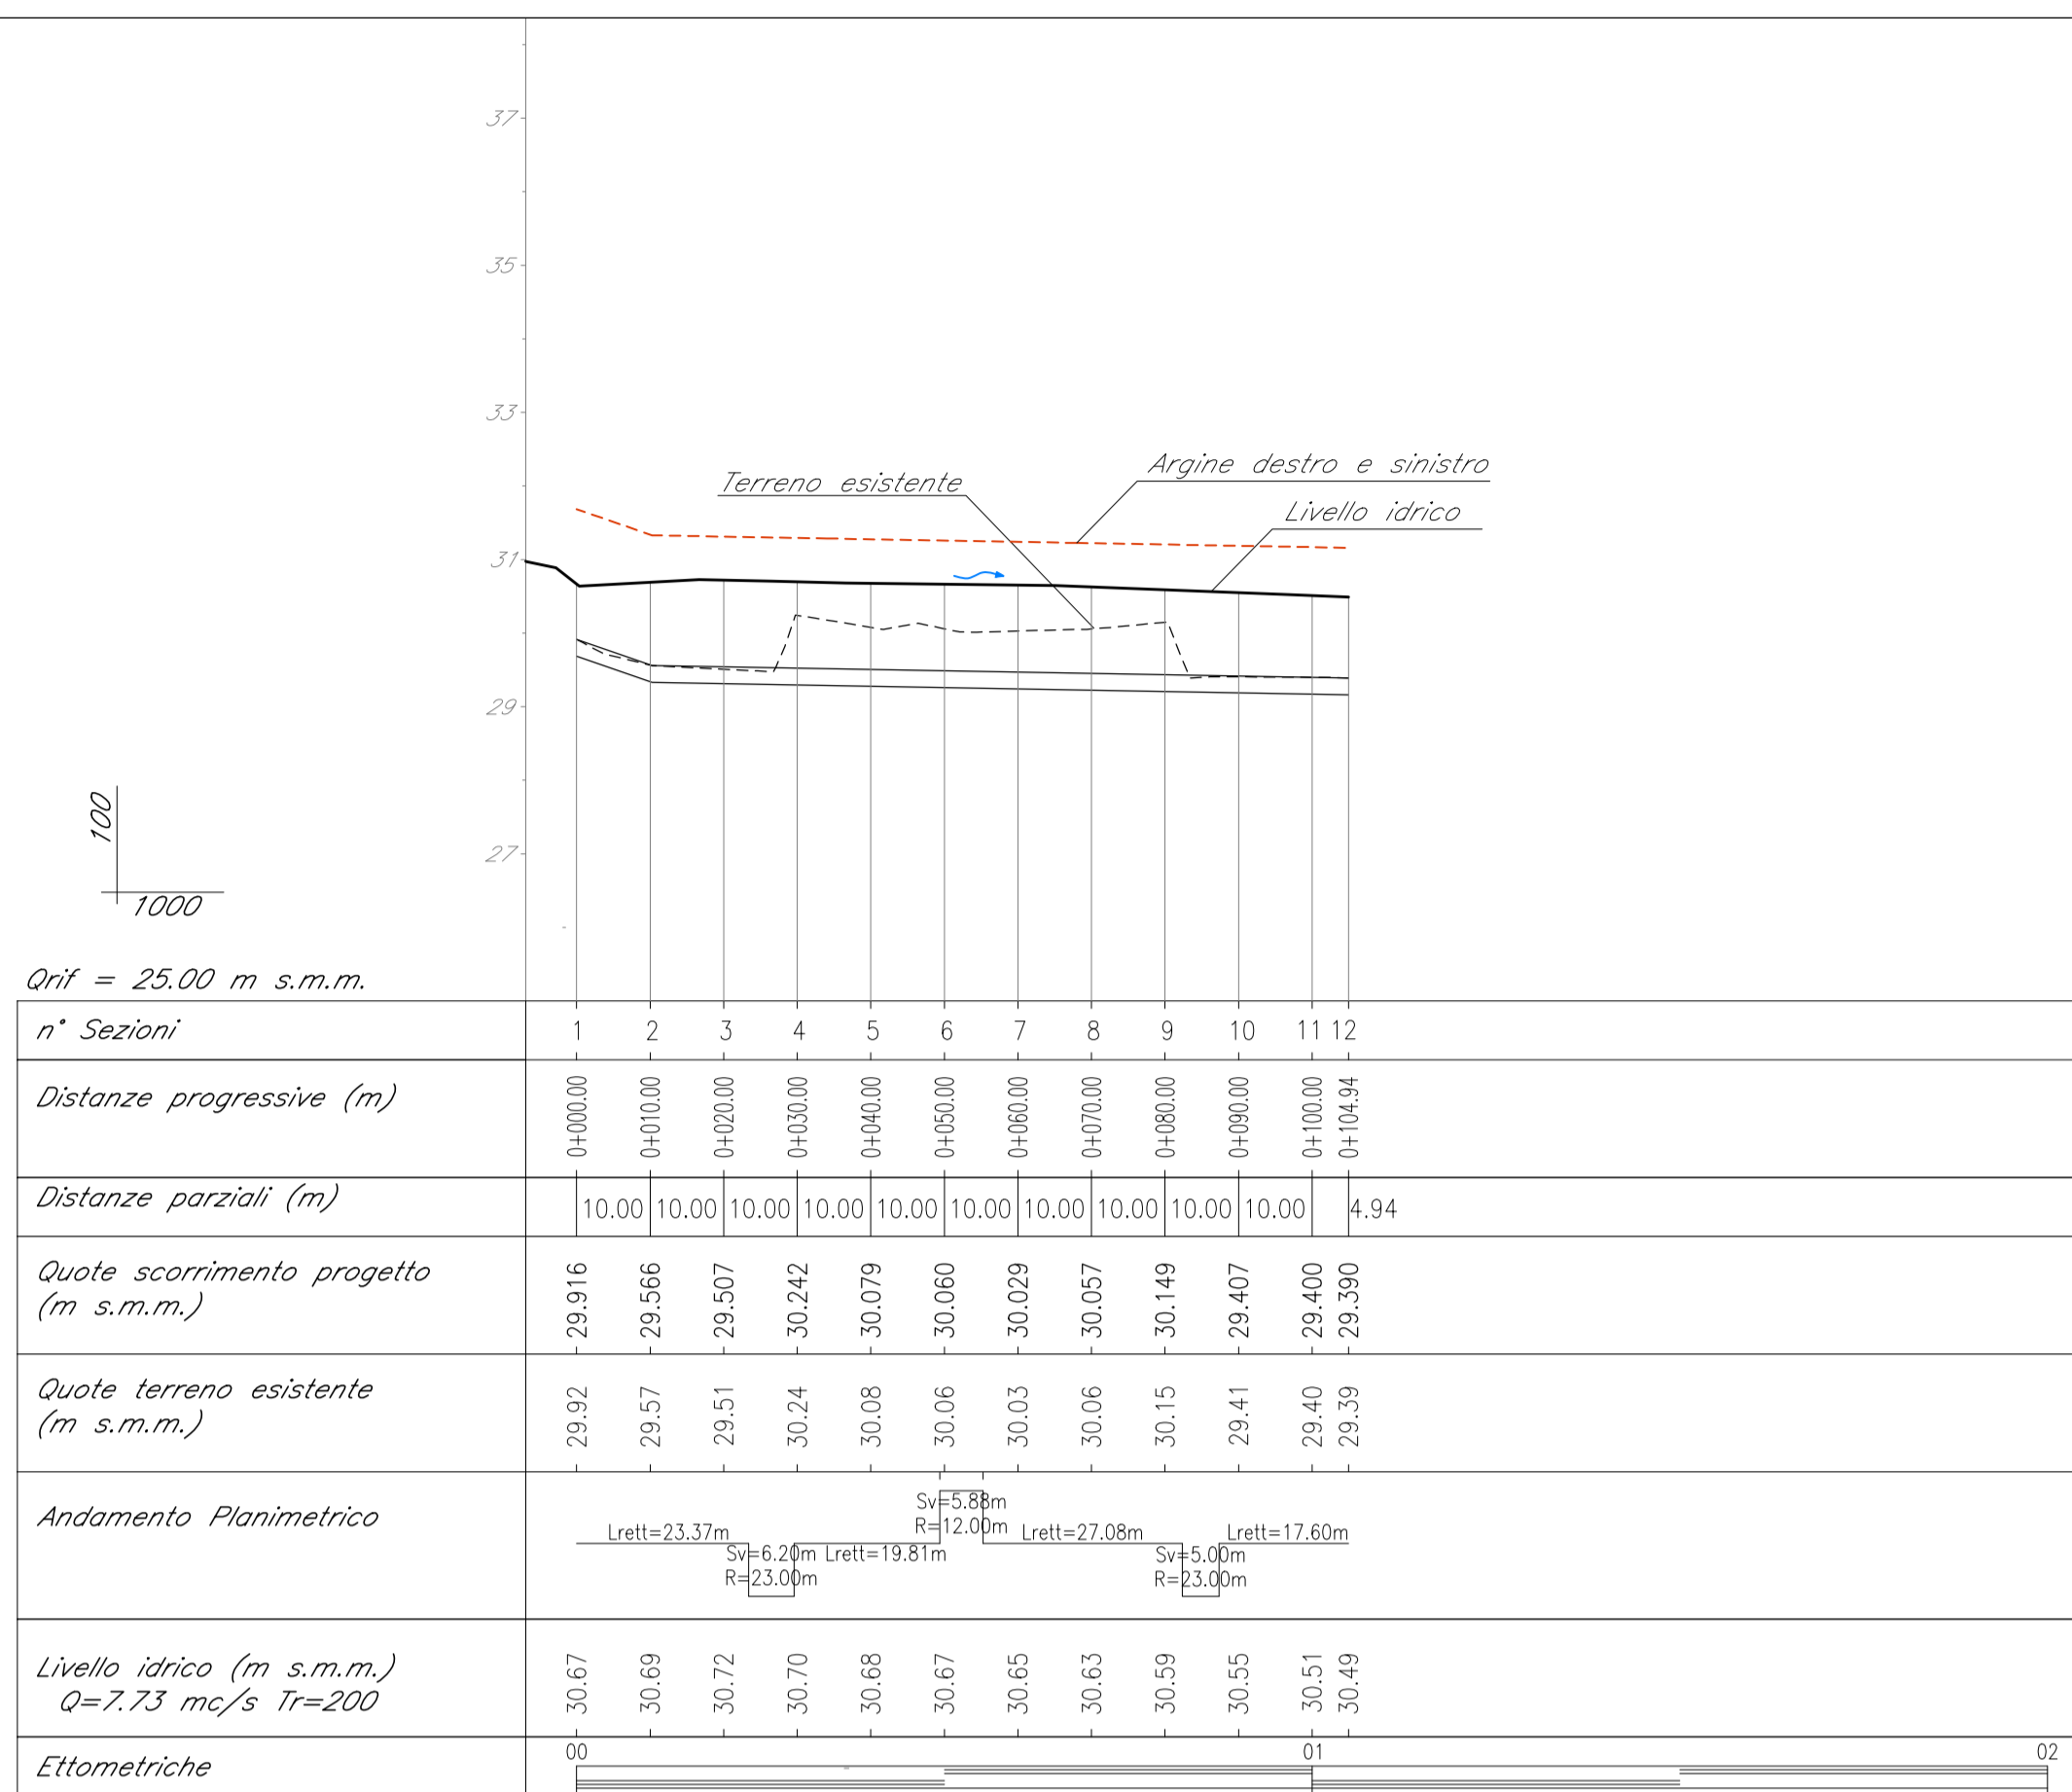 37
35
33
31
29
27
Terreno esistente
Argine destro e sinistro
Livello idrico
100
1000
Qrif = 25.00 m s.m.m.
n° Sezioni 1 2 3 4 5 6 7 8 9 10 11 12
Distanze progressive (m) 0+000.00 0+010.00 0+020.00 0+030.00 0+040.00 0+050.00 0+060.00 0+070.00 0+080.00 0+090.00 0+100.00 0+104.94
Distanze parziali (m) 10.00 10.00 10.00 10.00 10.00 10.00 10.00 10.00 10.00 10.00 4.94
Quote scorrimento progetto
(m s.m.m.)
29.916 29.566 29.507 30.242 30.079 30.060 30.029 30.057 30.149 29.407 29.400 29.390
Quote terreno esistente
(m s.m.m.)
29.92 29.57 29.51 30.24 30.08 30.06 30.03 30.06 30.15 29.41 29.40 29.39
Andamento Planimetrico
Lrett=23.37m
Sv=6.20m
R=23.00m
Lrett=19.81m
Sv=5.88m
R=12.00m
Lrett=27.08m
Sv=5.00m
R=23.00m
Lrett=17.60m
Livello idrico (m s.m.m.)
Q=7.73 mc/s Tr=200
30.67 30.69 30.72 30.70 30.68 30.67 30.65 30.63 30.59 30.55 30.51 30.49
Ettometriche 00 01 02